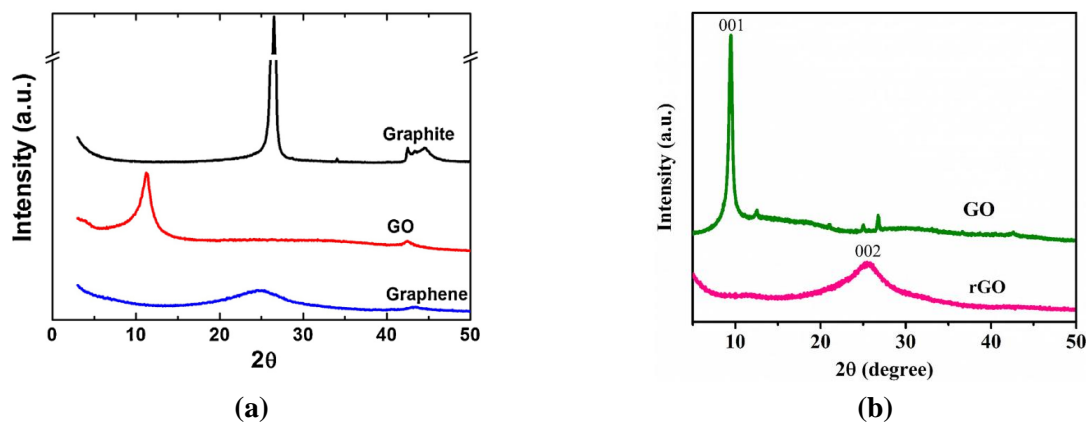 Intensity (a.u.)
Graphite
GO
Graphene
0 10 20 30 40 50
2θ
(a)
001
Intensity (a.u.)
GO
002
rGO
10 20 30 40 50
2θ (degree)
(b)